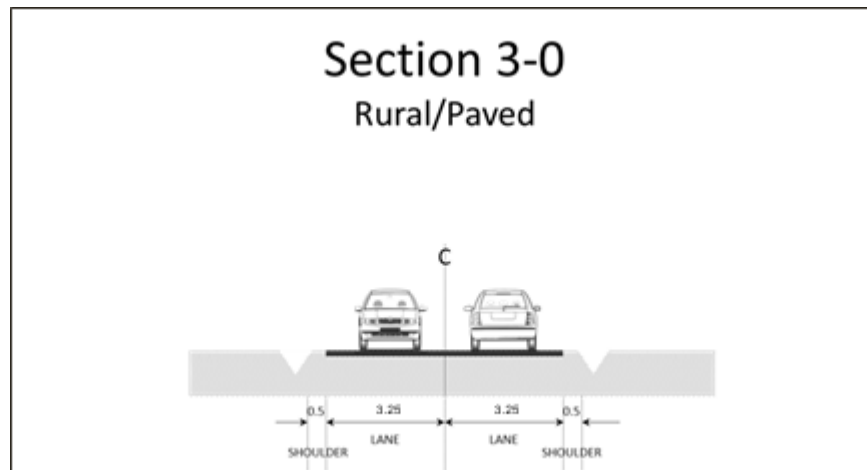 Section 3-0
Rural/Paved
C
0.5 3.25 3.25 0.5
LANE LANE
SHOULDER SHOULDER